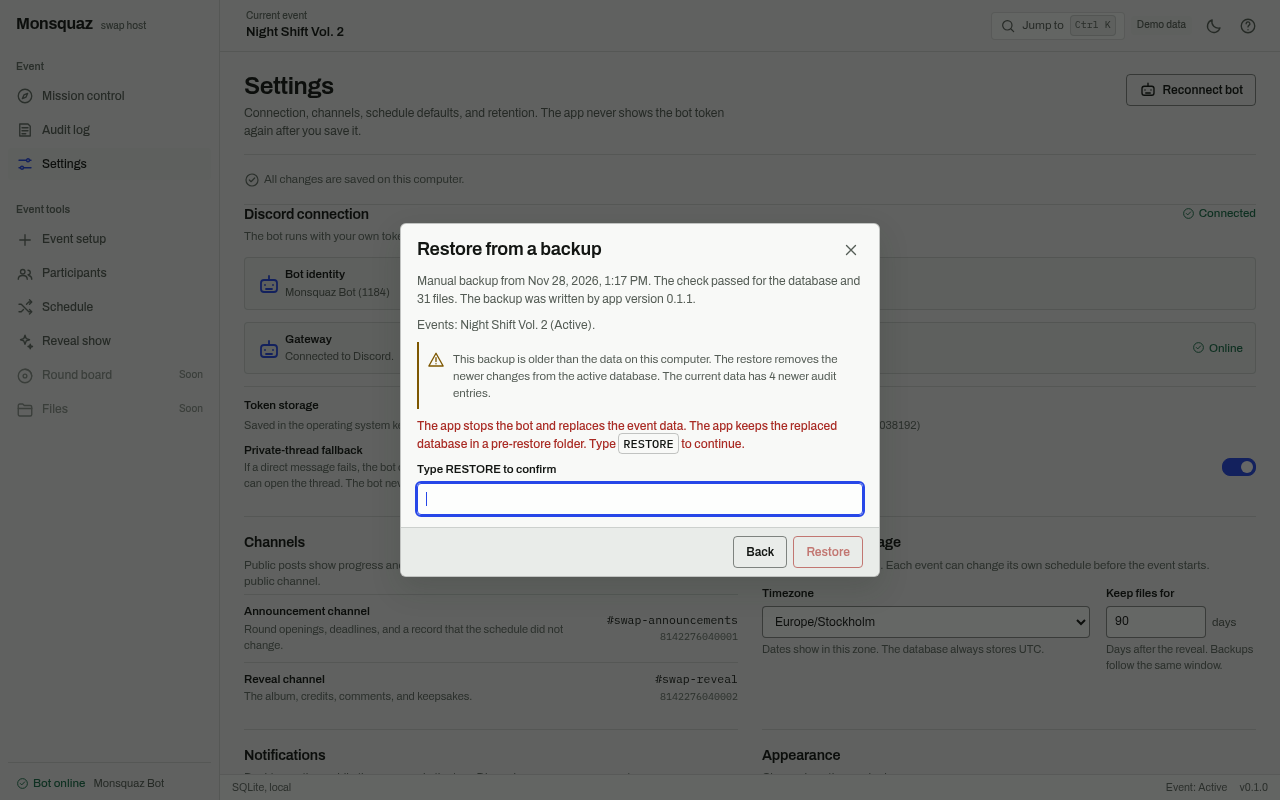 Monsquaz swap host
Event
Mission control
Audit log
Settings
Event tools
Event setup
Participants
Schedule
Reveal show
Round board Soon
Files Soon
Bot online Monsquaz Bot
Current event
Night Shift Vol. 2
Jump to Ctrl K
Demo data
Settings
Connection, channels, schedule defaults, and retention. The app never shows the bot token
again after you save it.
Reconnect bot
All changes are saved on this computer.
Discord connection
Connected
The bot runs with your own
Bot identity
Monsquaz Bot (1184)
Gateway
Connected to Discord.
Online
Token storage
Saved in the operating system
038192)
Private-thread fallback
If a direct message fails, the bot
can open the thread. The bot
Restore from a backup
Manual backup from Nov 28, 2026, 1:17 PM. The check passed for the database and
31 files. The backup was written by app version 0.1.1.
Events: Night Shift Vol. 2 (Active).
This backup is older than the data on this computer. The restore removes the
newer changes from the active database. The current data has 4 newer audit
entries.
The app stops the bot and replaces the event data. The app keeps the replaced
database in a pre-restore folder. Type RESTORE to continue.
Type RESTORE to confirm
Back Restore
Channels
Public posts show progress
public channel.
Announcement channel
Round openings, deadlines, and a record that the schedule did not
change.
#swap-announcements
8142276040001
Reveal channel
The album, credits, comments, and keepsakes.
#swap-reveal
8142276040002
Each event can change its own schedule before the event starts.
Timezone
Europe/Stockholm
Dates show in this zone. The database always stores UTC.
Keep files for
90 days
Days after the reveal. Backups
follow the same window.
Notifications
Appearance
SQLite, local
Event: Active v0.1.0